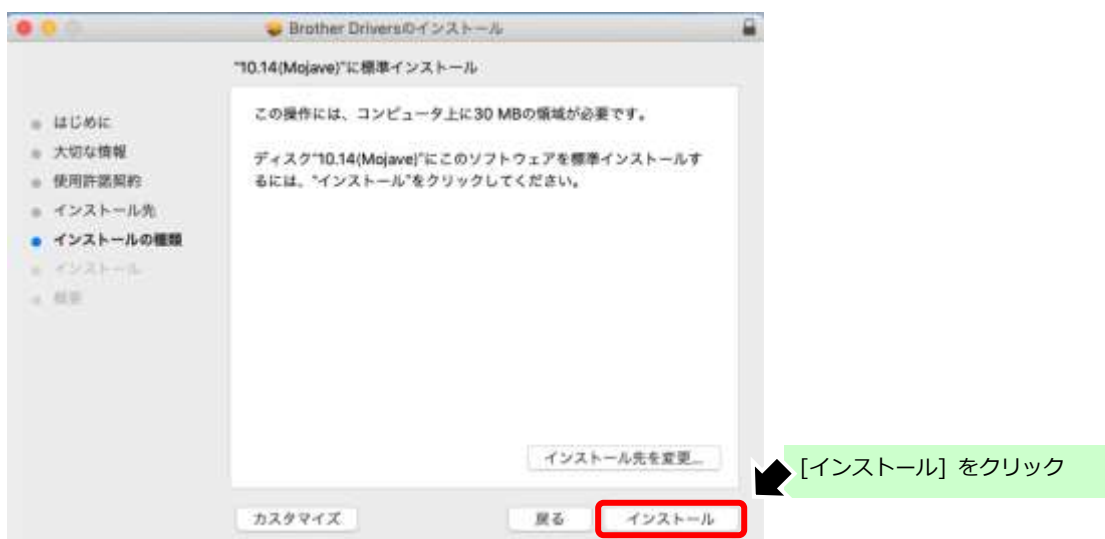 Brother Driversのインストール
"10.14(Mojave)"に標準インストール
はじめに
大切な情報
使用許諾契約
インストール先
インストールの種類
インストール
概要
この操作には、コンピュータ上に30 MBの領域が必要です。
ディスク"10.14(Mojave)"にこのソフトウェアを標準インストールす
るには、"インストール"をクリックしてください。
インストール先を変更...
カスタマイズ
戻る
インストール
[インストール] をクリック